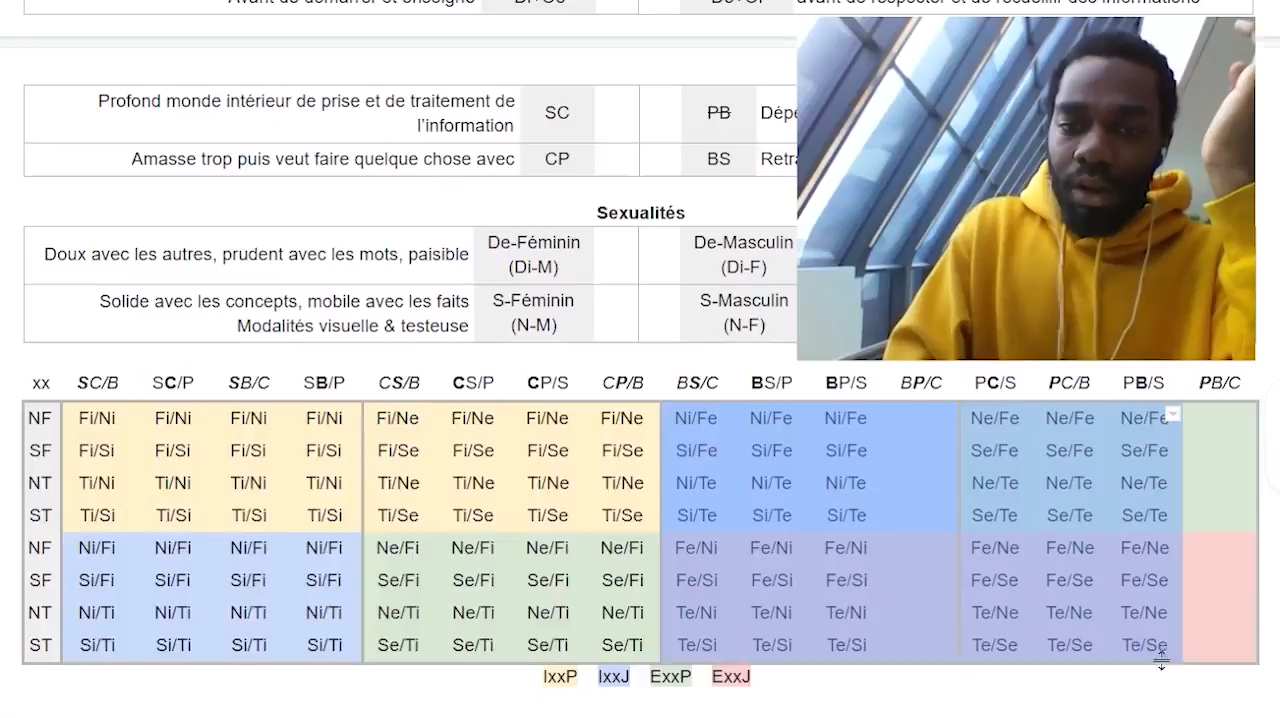 Avant de démarrer et enseigne
avant de respecter et de recueillir des informations
Profond monde intérieur de prise et de traitement de
l'information SC PB
Amasse trop puis veut faire quelque chose avec CP BS
Sexualités
Doux avec les autres, prudent avec les mots, paisible De-Féminin (Di-M) De-Masculin (Di-F)
Solide avec les concepts, mobile avec les faits S-Féminin S-Masculin
Modalités visuelle & testeuse (N-M) (N-F)
xx SC/B SC/P SB/C SB/P CS/B CS/P CP/S CP/B BS/C BS/P BP/S BP/C PC/S PC/B PB/S PB/C
NF Fi/Ni Fi/Ni Fi/Ni Fi/Ni Fi/Ne Fi/Ne Fi/Ne Fi/Ne Ni/Fe Ni/Fe Ni/Fe Ne/Fe Ne/Fe Ne/Fe
SF Fi/Si Fi/Si Fi/Si Fi/Si Fi/Se Fi/Se Fi/Se Fi/Se Si/Fe Si/Fe Si/Fe Se/Fe Se/Fe Se/Fe
NT Ti/Ni Ti/Ni Ti/Ni Ti/Ni Ti/Ne Ti/Ne Ti/Ne Ti/Ne Ni/Te Ni/Te Ni/Te Ne/Te Ne/Te Ne/Te
ST Ti/Si Ti/Si Ti/Si Ti/Si Ti/Se Ti/Se Ti/Se Ti/Se Si/Te Si/Te Si/Te Se/Te Se/Te Se/Te
NF Ni/Fi Ni/Fi Ni/Fi Ni/Fi Ne/Fi Ne/Fi Ne/Fi Ne/Fi Fe/Ni Fe/Ni Fe/Ni Fe/Ne Fe/Ne Fe/Ne
SF Si/Fi Si/Fi Si/Fi Si/Fi Se/Fi Se/Fi Se/Fi Se/Fi Fe/Si Fe/Si Fe/Si Fe/Se Fe/Se Fe/Se
NT Ni/Ti Ni/Ti Ni/Ti Ni/Ti Ne/Ti Ne/Ti Ne/Ti Ne/Ti Te/Ni Te/Ni Te/Ni Te/Ne Te/Ne Te/Ne
ST Si/Ti Si/Ti Si/Ti Si/Ti Se/Ti Se/Ti Se/Ti Se/Ti Te/Si Te/Si Te/Si Te/Se Te/Se Te/Se
IxxP IxxJ ExxP ExxJ